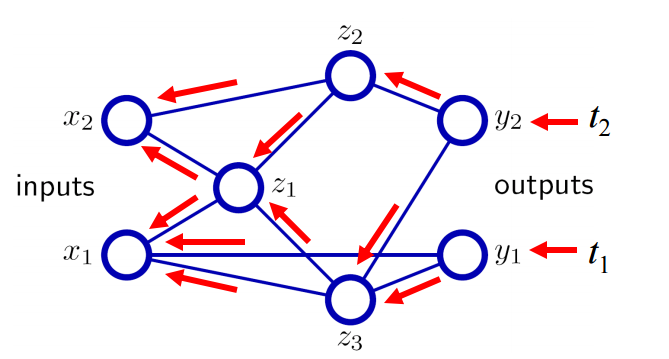 z₂
x₂
y₂
t₂
z₁
inputs
outputs
x₁
y₁
t₁
z₃